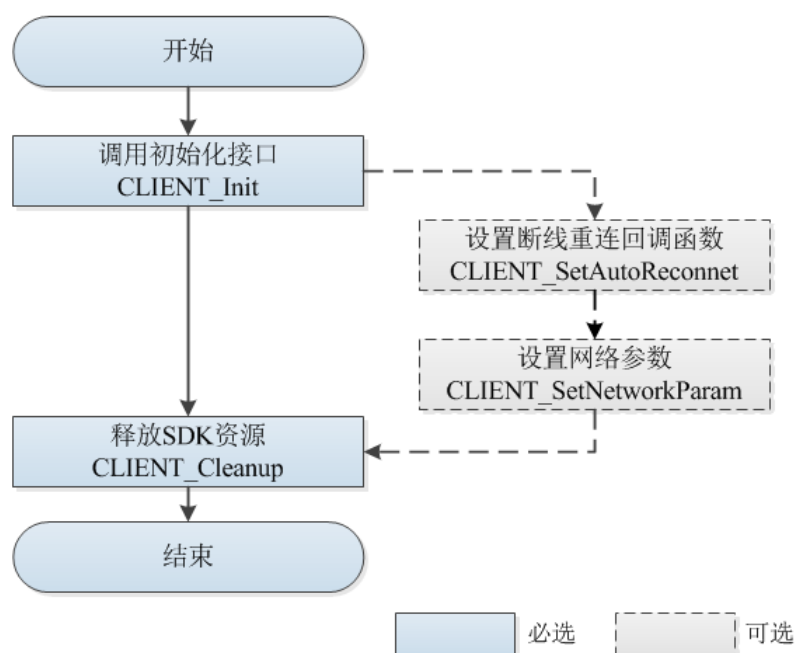 开始
调用初始化接口
CLIENT_Init
设置断线重连回调函数
CLIENT_SetAutoReconnet
设置网络参数
CLIENT_SetNetworkParam
释放SDK资源
CLIENT_Cleanup
结束
必选
可选